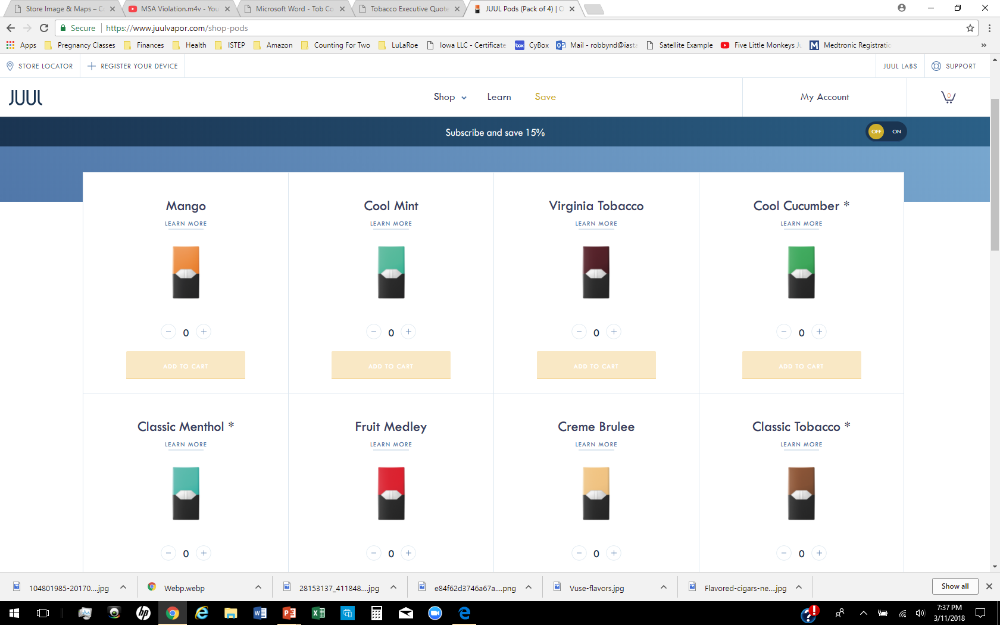 Store Image & Maps – C
MSA Violation.m4v - You
Microsoft Word - Tob Co
Tobacco Executive Quote
JUUL Pods (Pack of 4) | O
Secure
https://www.juulvapor.com/shop-pods
Apps
Pregnancy Classes
Finances
Health
ISTEP
Amazon
Counting For Two
LuLaRoe
Iowa LLC - Certificate
CyBox
Mail - robbynd@iasta
Satellite Example
Five Little Monkeys Ju
Medtronic Registratic
STORE LOCATOR
REGISTER YOUR DEVICE
JUUL LABS
SUPPORT
JUUL
Shop
Learn
Save
My Account
0
Subscribe and save 15%
OFF ON
Mango
Cool Mint
Virginia Tobacco
Cool Cucumber *
LEARN MORE
LEARN MORE
LEARN MORE
LEARN MORE
− 0 +
− 0 +
− 0 +
− 0 +
ADD TO CART
ADD TO CART
ADD TO CART
ADD TO CART
Classic Menthol *
Fruit Medley
Creme Brulee
Classic Tobacco *
LEARN MORE
LEARN MORE
LEARN MORE
LEARN MORE
− 0 +
− 0 +
− 0 +
− 0 +
104801985-20170....jpg
Webp.webp
28153137_411848....jpg
e84f62d3746a67a....png
Vuse-flavors.jpg
Flavored-cigars-ne....jpg
Show all
7:37 PM
3/11/2018